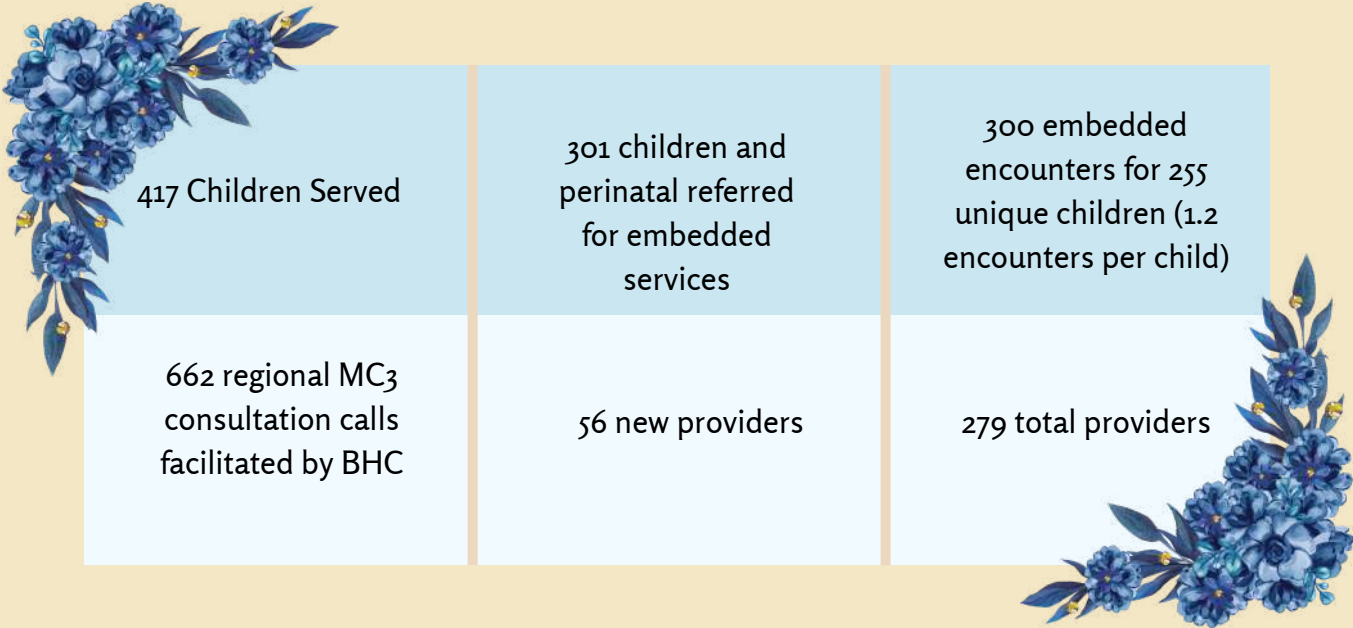 417 Children Served
301 children and
perinatal referred
for embedded
services
300 embedded
encounters for 255
unique children (1.2
encounters per child)
662 regional MC3
consultation calls
facilitated by BHC
56 new providers
279 total providers